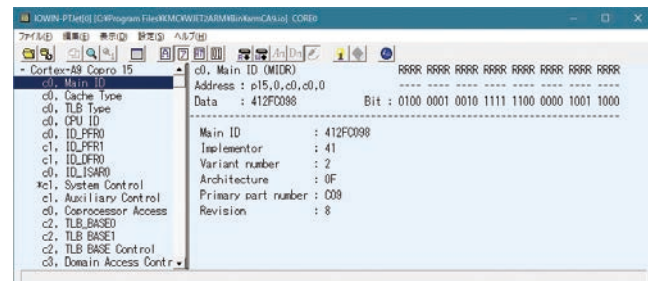 IOWIN-PTJet[0] [C:¥Program Files¥KMC¥WJET2ARM¥Bin¥armCA9.io] CORE0
ファイル(F) 編集(E) 表示(D) 設定(S) ヘルプ(H)
- Cortex-A9 Copro 15
c0, Main ID
c0, Cache Type
c0, TLB Type
c0, CPU ID
c0, ID_PFR0
c1, ID_PFR1
c1, ID_DFR0
c0, ID_ISAR0
*c1, System Control
c1, Auxiliary Control
c0, Coprocessor Access
c2, TLB_BASE0
c2, TLB BASE1
c2, TLB BASE Control
c3, Domain Access Contr
c0, Main ID (MIDR) RRRR RRRR RRRR RRRR RRRR RRRR RRRR RRRR
Address : p15,0,c0,c0,0 ---- ---- ---- ---- ---- ---- ---- ----
Data : 412FC098 Bit : 0100 0001 0010 1111 1100 0000 1001 1000
Main ID : 412FC098
Implementor : 41
Variant number : 2
Architecture : 0F
Primary part number : C09
Revision : 8